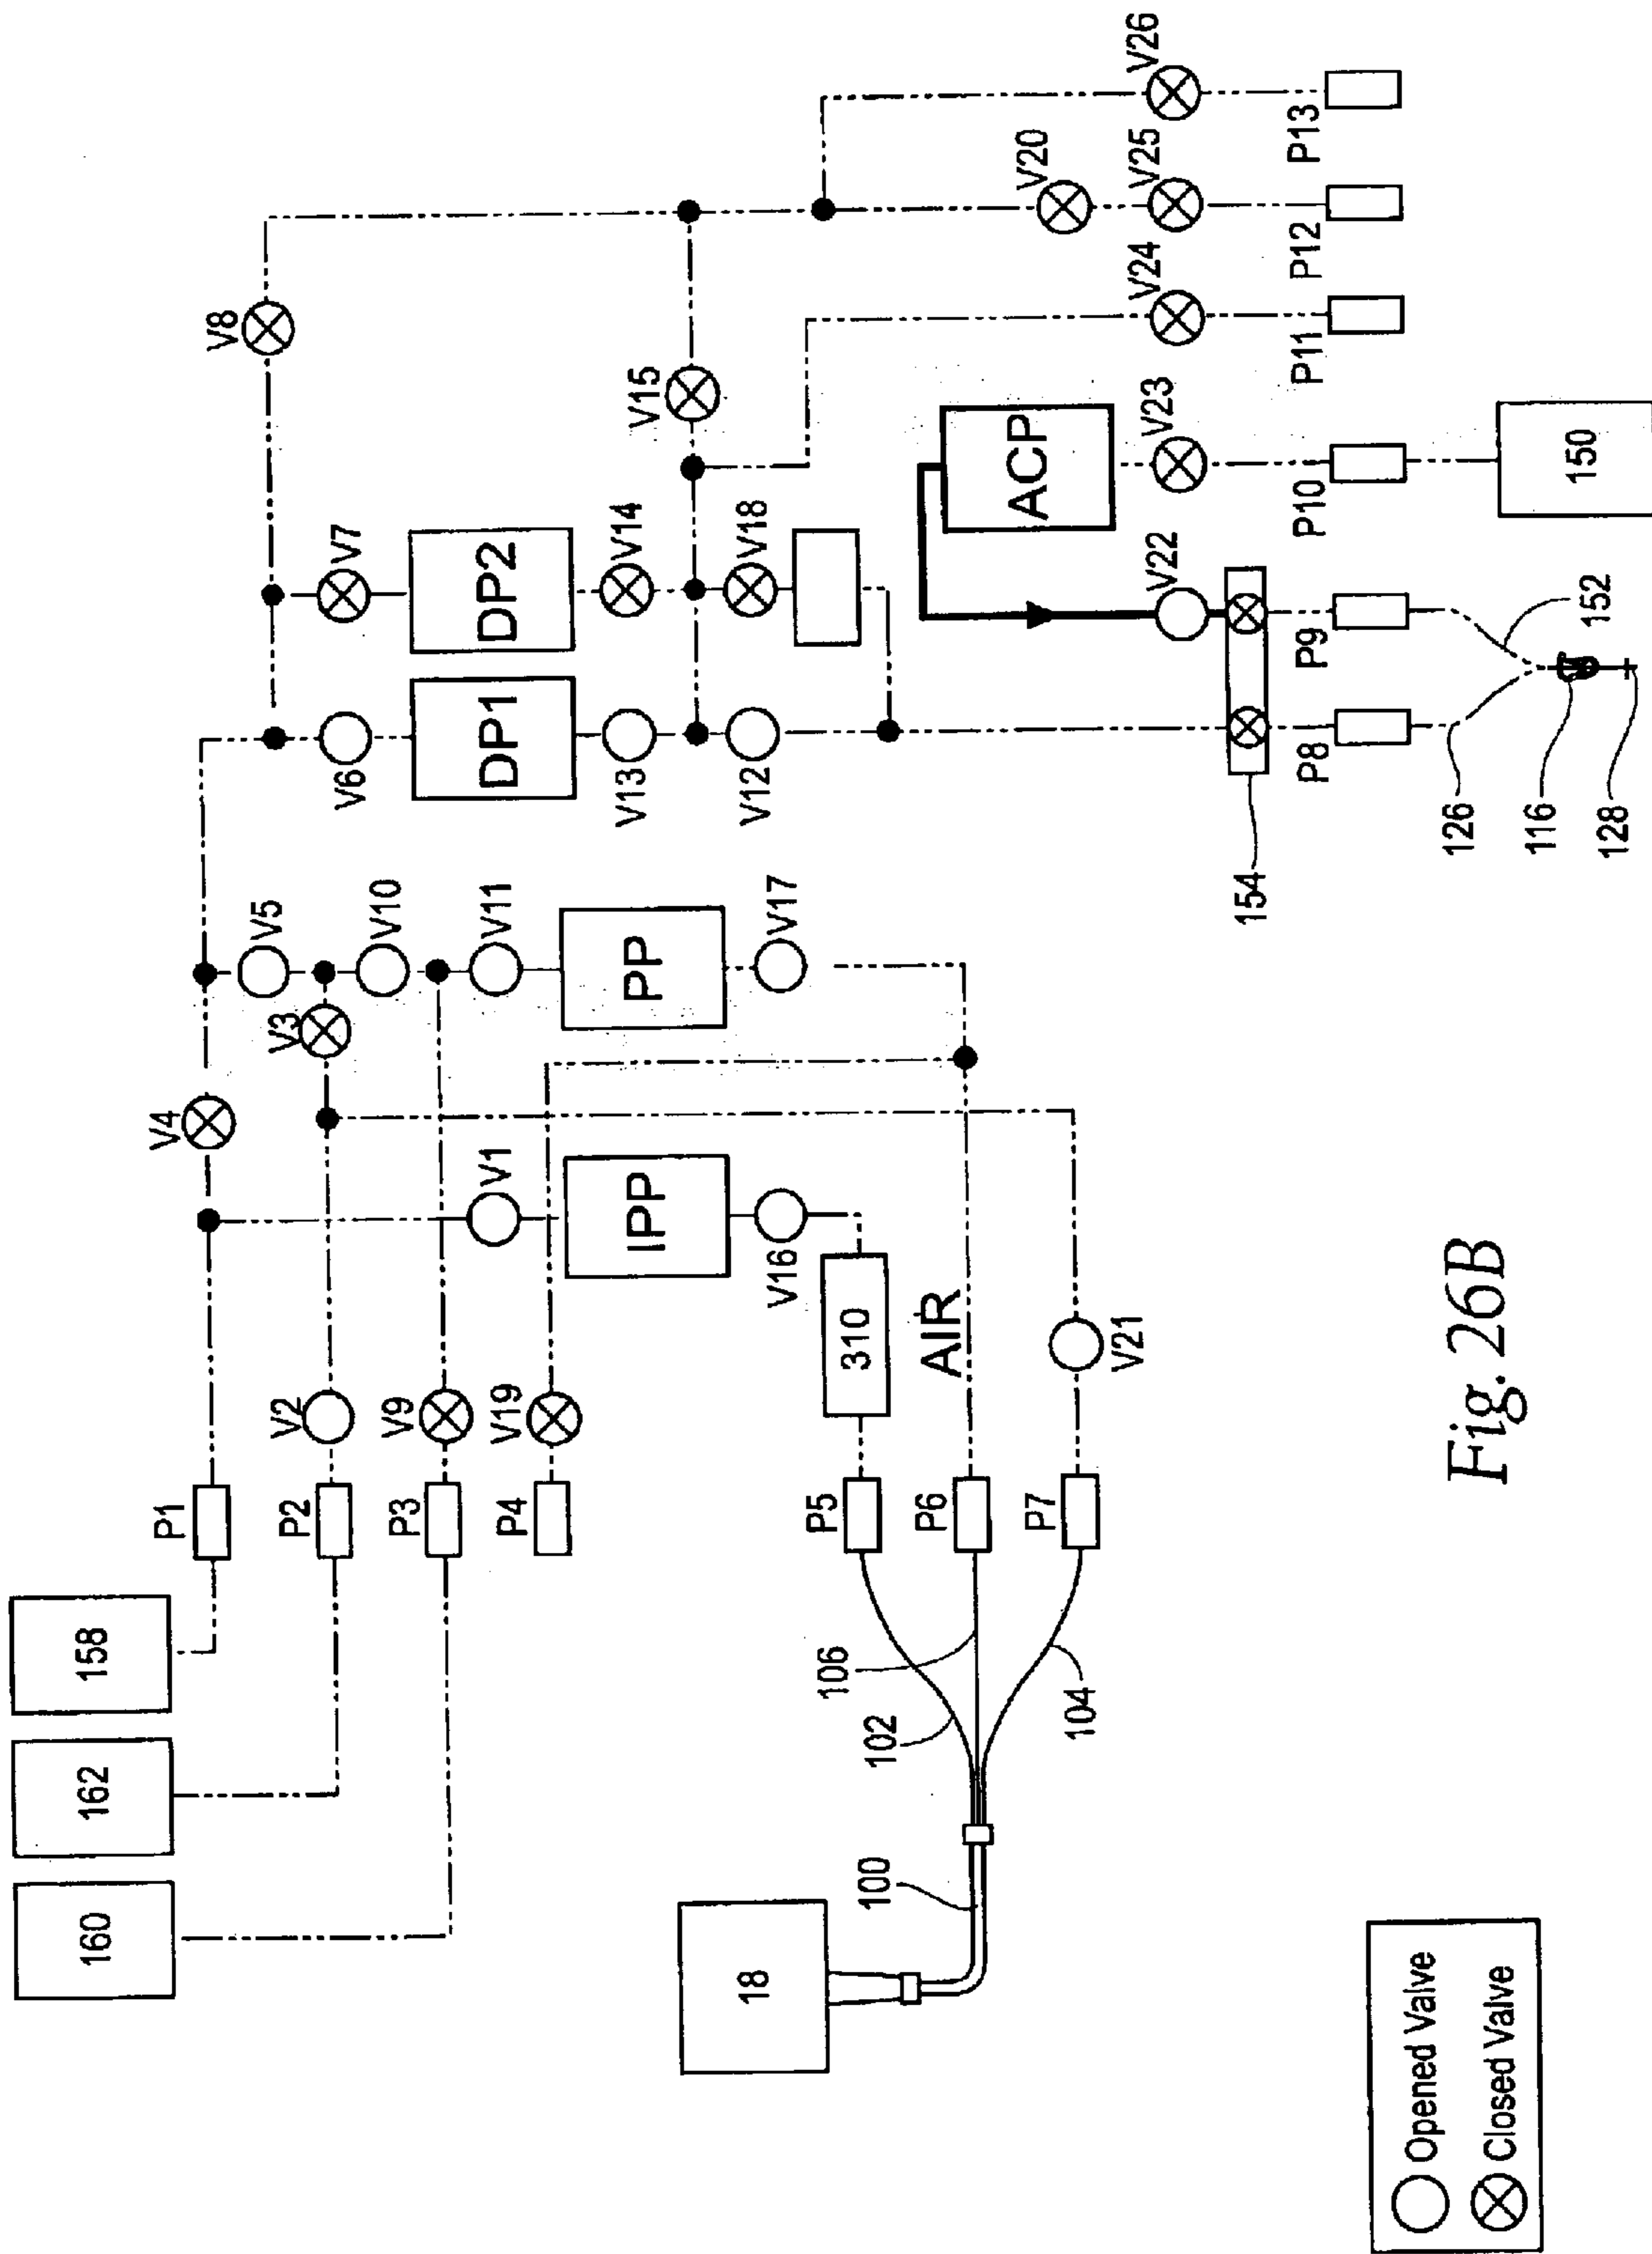 160
162
158
P1
P2
P3
P4
V2
V9
V19
V4
V3
V5
V10
V11
V1
IPP
PP
V16
V17
310
AIR
V21
P5
P6
P7
102
106
104
100
18
V8
V6
V7
DP1
DP2
V13
V14
V12
V18
V15
V20
V24
V25
V26
ACP
V22
V23
154
P8
P9
P10
P11
P12
P13
150
126
152
116
128
Opened Valve
Closed Valve
Fig. 26B